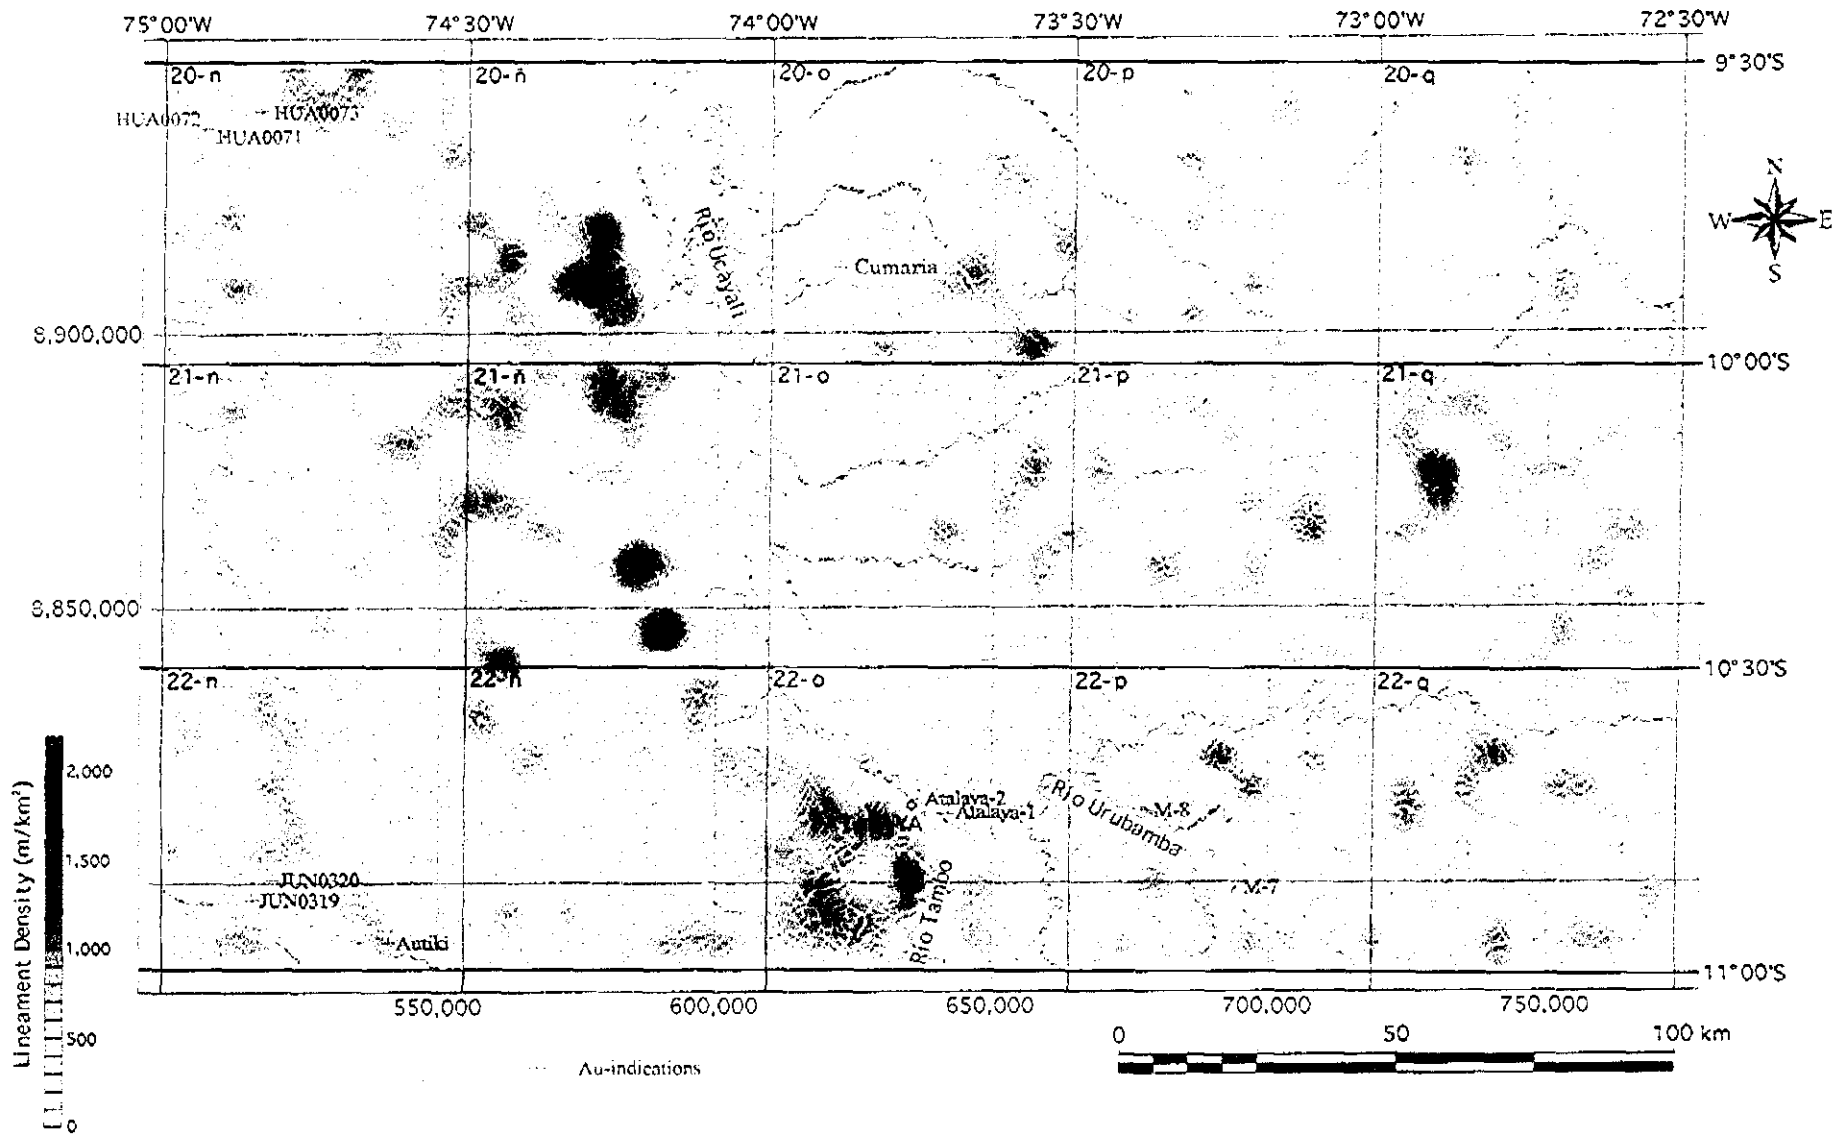 75°00'W 74°30'W 74°00'W 73°30'W 73°00'W 72°30'W
20-n 20-ñ 20-o 20-p 20-q 9°30'S
HUA0073
HUA0072
HUA0071
N
W E
S
Río Ucayali
Cumaria
8,900,000
10°00'S
21-n 21-ñ 21-o 21-p 21-q
8,850,000
10°30'S
22-n 22-ñ 22-o 22-p 22-q
Atalaya-2
Atalaya-1
Río Urubamba
M-8
Río Tambo
JUN0320
JUN0319
M-7
Autiki
11°00'S
550,000 600,000 650,000 700,000 750,000
Lineament Density (m/km²)
2,000
1,500
1,000
500
0
0 50 100 km
Au-indications